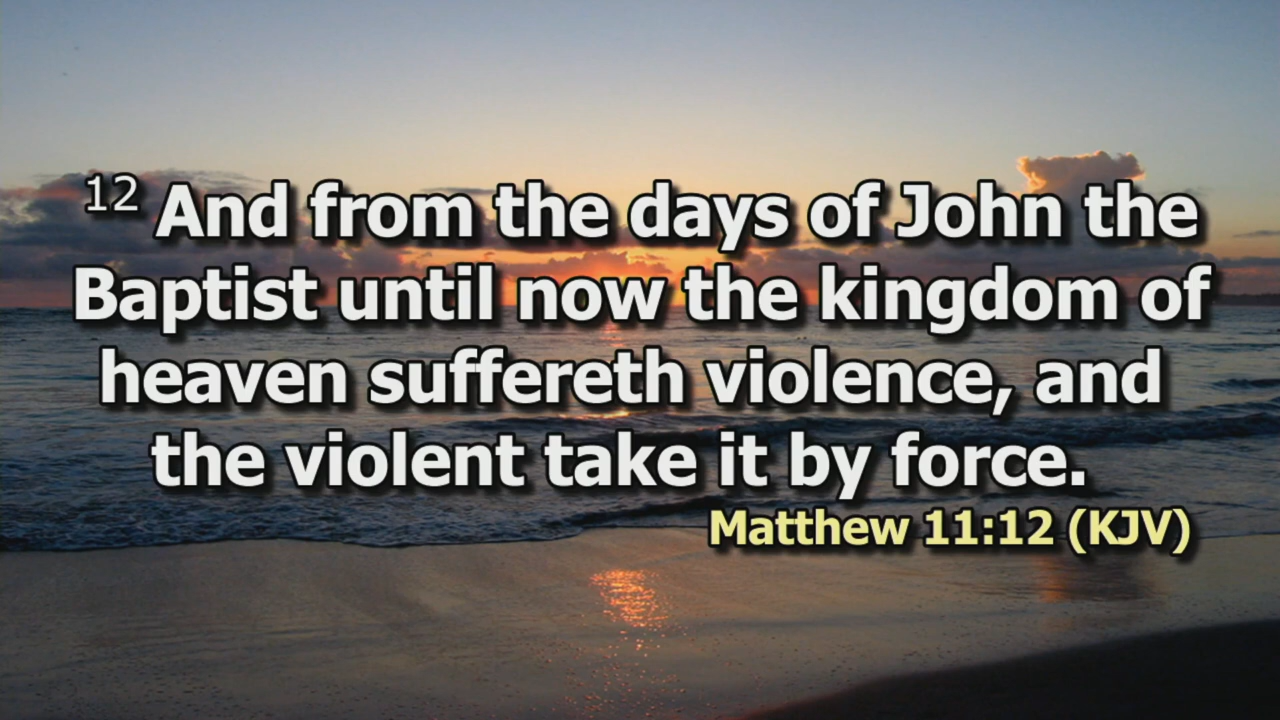 12 And from the days of John the
Baptist until now the kingdom of
heaven suffereth violence, and
the violent take it by force.
Matthew 11:12 (KJV)